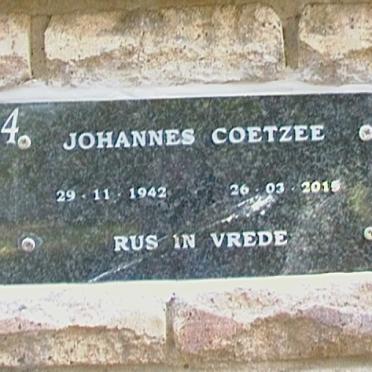 4
JOHANNES COETZEE
29 · 11 · 1942 26 · 03 · 2015
RUS IN VREDE